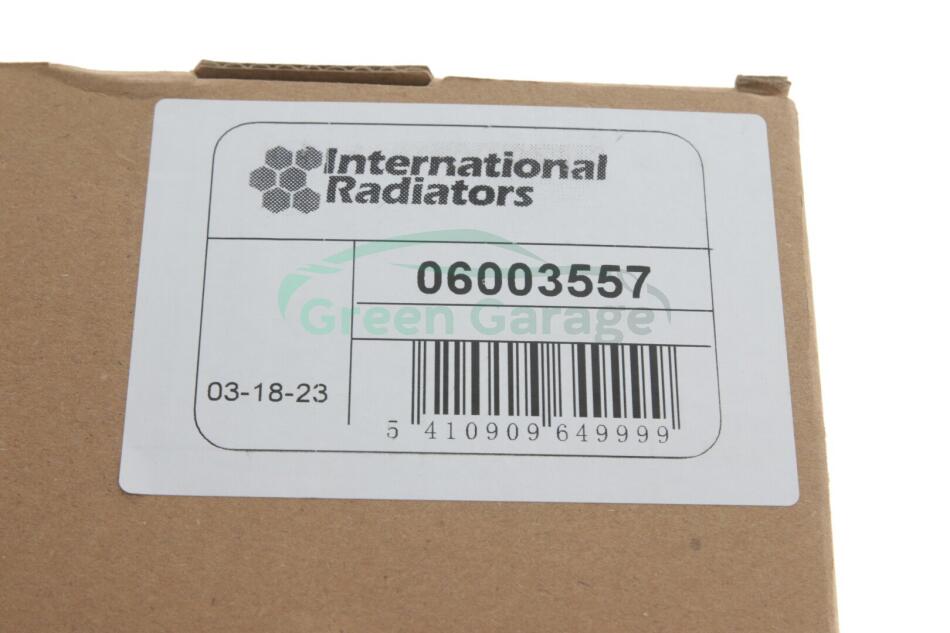 International
Radiators
06003557
Green Garage
03-18-23
5 410909 649999